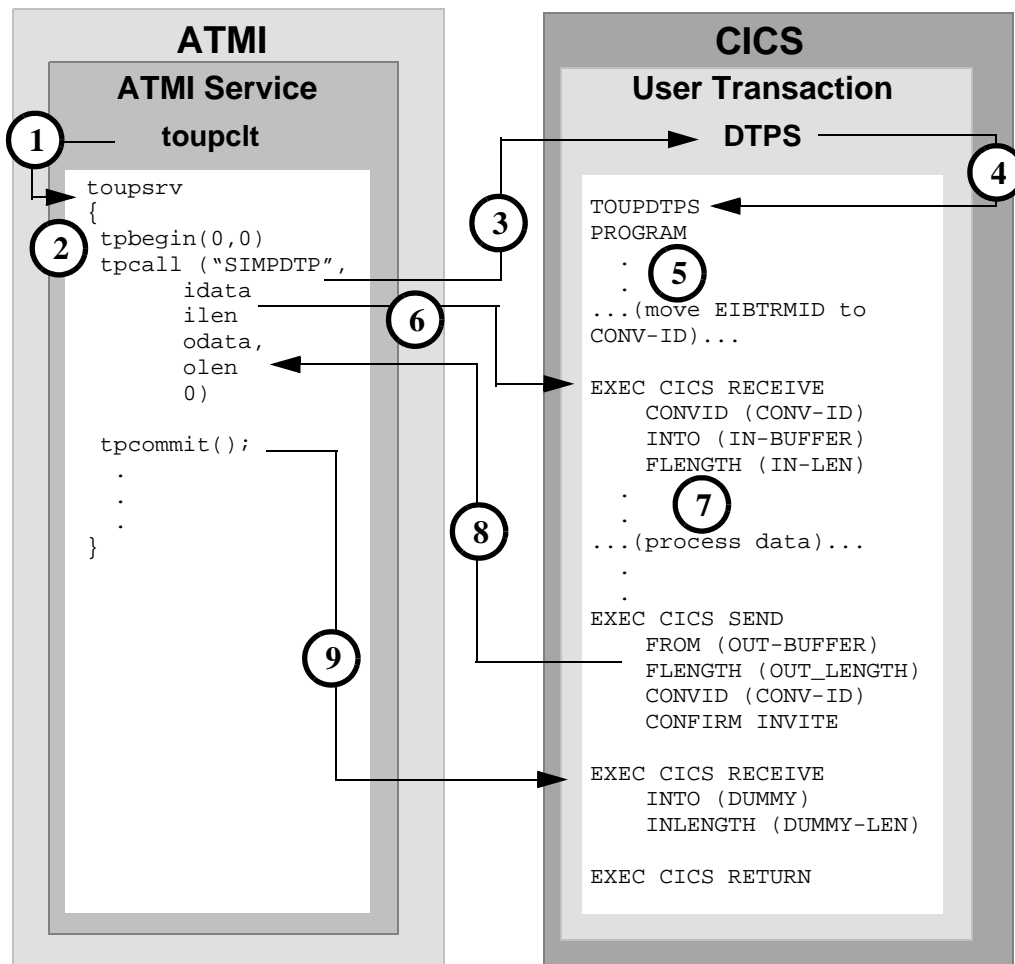 ATMI
ATMI Service
toupclt
1
toupsrv
{
2
tpbegin(0,0)
tpcall (“SIMPDTP”,
idata
ilen
odata,
olen
0)
tpcommit();
.
.
.
}
3
6
8
9
CICS
User Transaction
DTPS
4
TOUPDTPS
PROGRAM
.
5
.
...(move EIBTRMID to
CONV-ID)...
EXEC CICS RECEIVE
CONVID (CONV-ID)
INTO (IN-BUFFER)
FLENGTH (IN-LEN)
.
7
.
...(process data)...
.
.
EXEC CICS SEND
FROM (OUT-BUFFER)
FLENGTH (OUT_LENGTH)
CONVID (CONV-ID)
CONFIRM INVITE
EXEC CICS RECEIVE
INTO (DUMMY)
INLENGTH (DUMMY-LEN)
EXEC CICS RETURN